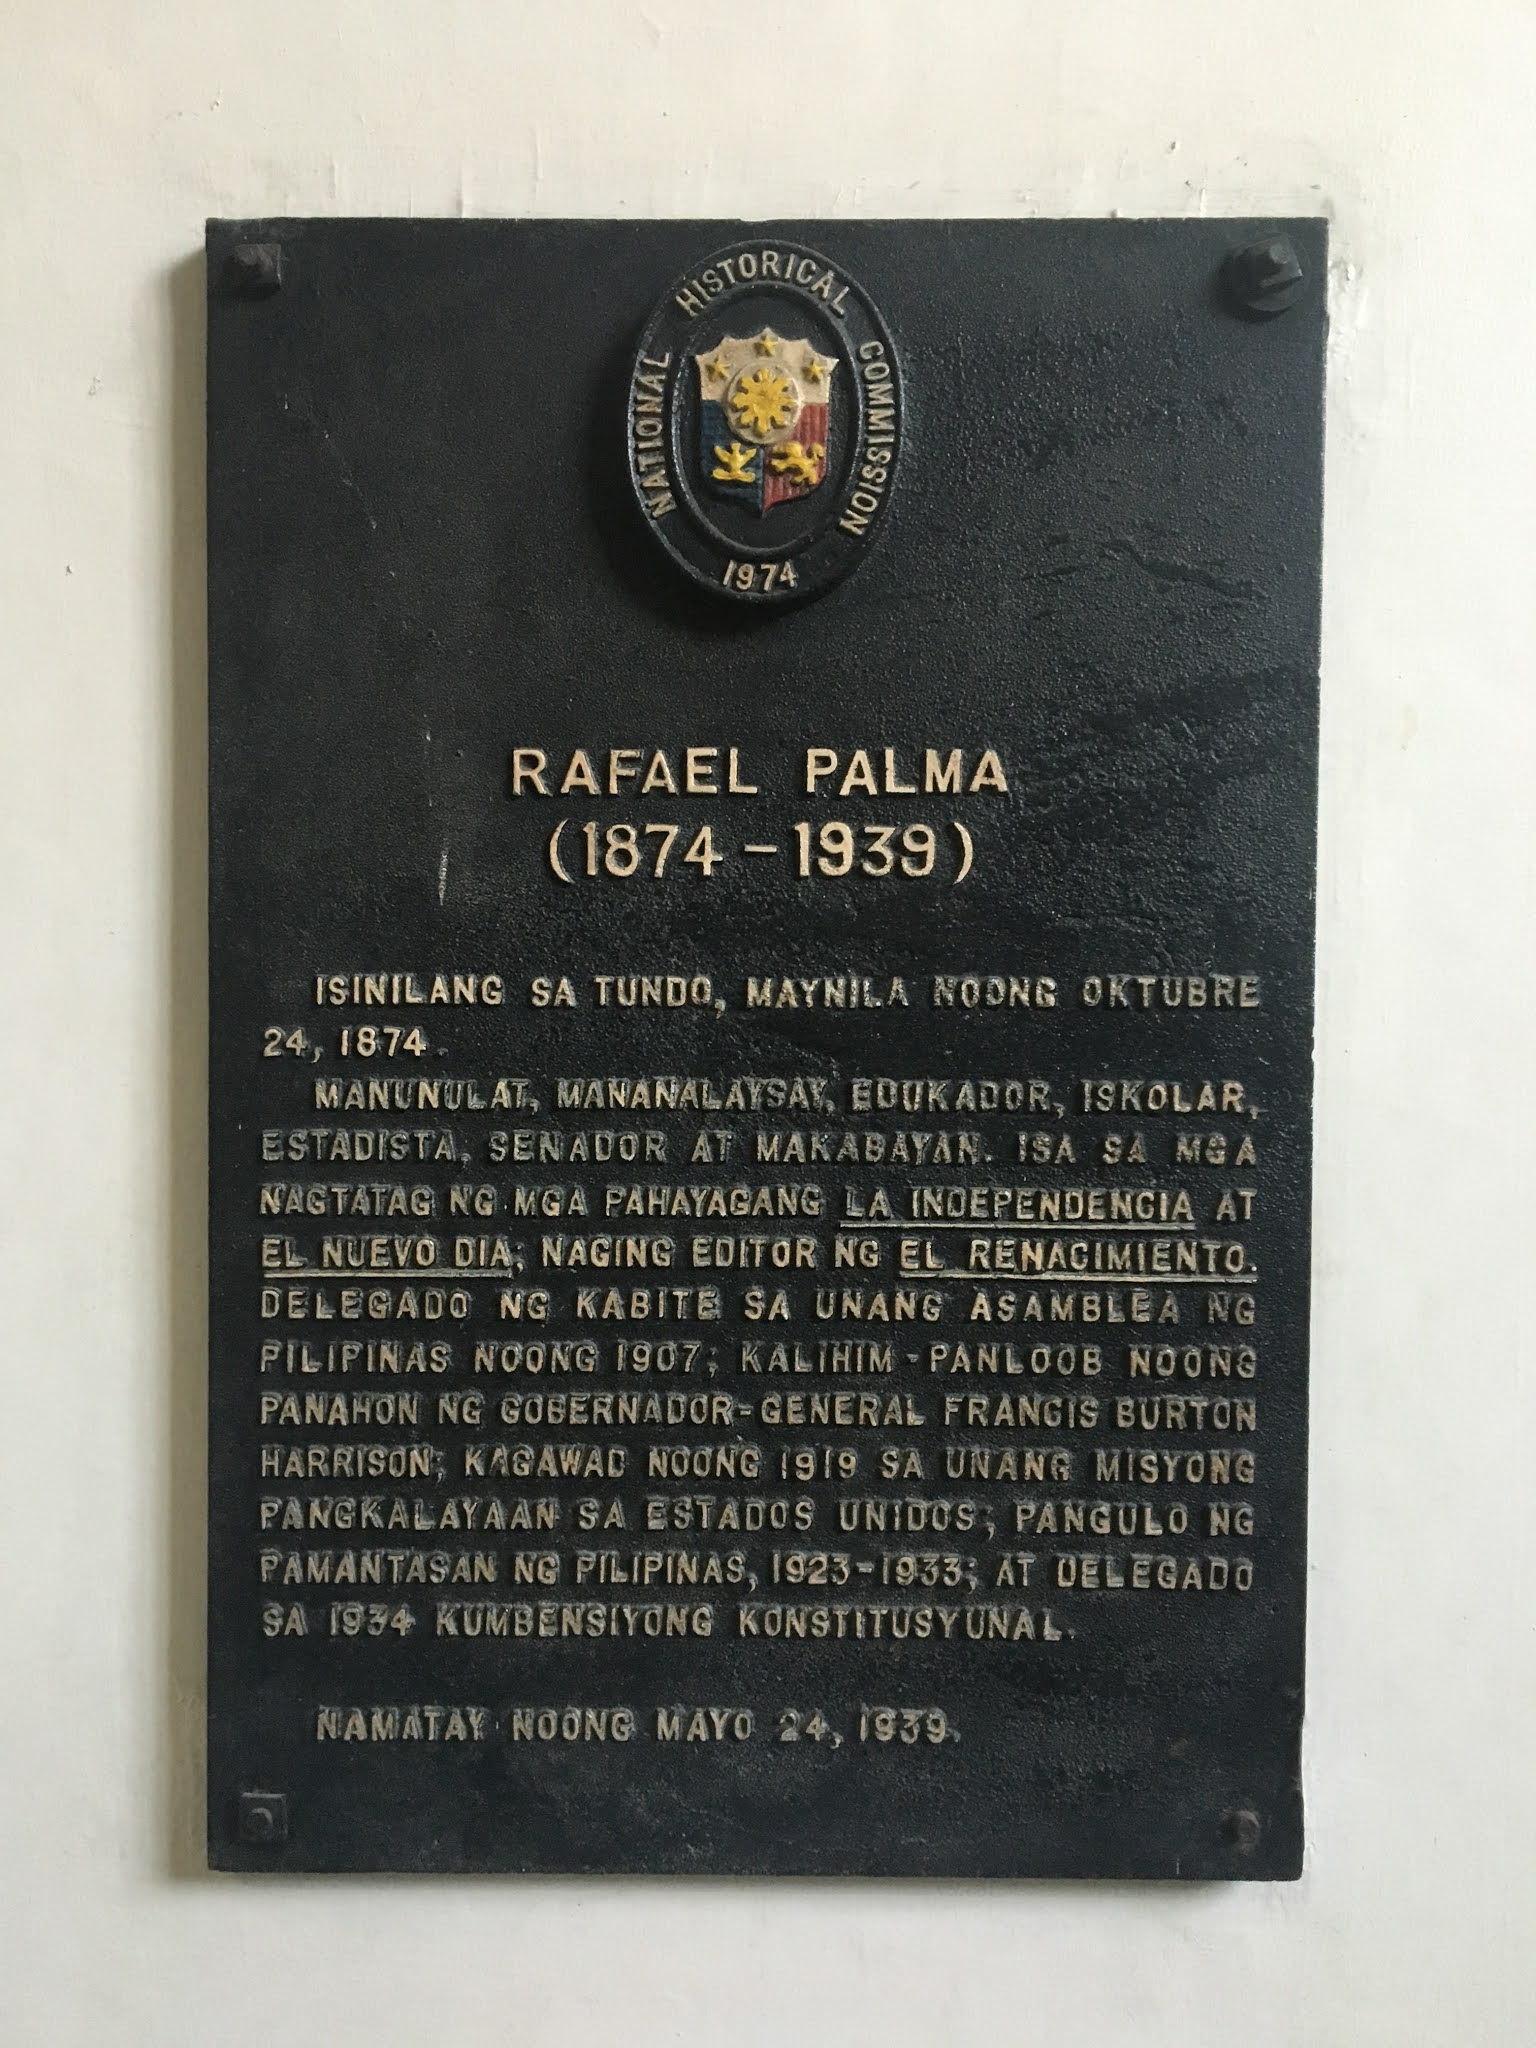 NATIONAL HISTORICAL COMMISSION
1974
RAFAEL PALMA
(1874 - 1939)
ISINILANG SA TUNDO, MAYNILA NOONG OKTUBRE
24, 1874.
MANUNULAT, MANANALAYSAY, EDUKADOR, ISKOLAR,
ESTADISTA, SENADOR AT MAKABAYAN. ISA SA MGA
NAGTATAG NG MGA PAHAYAGANG LA INDEPENDENCIA AT
EL NUEVO DIA; NAGING EDITOR NG EL RENACIMIENTO.
DELEGADO NG KABITE SA UNANG ASAMBLEA NG
PILIPINAS NOONG 1907; KALIHIM-PANLOOB NOONG
PANAHON NG GOBERNADOR-GENERAL FRANCIS BURTON
HARRISON; KAGAWAD NOONG 1919 SA UNANG MISYONG
PANGKALAYAAN SA ESTADOS UNIDOS; PANGULO NG
PAMANTASAN NG PILIPINAS, 1923-1933; AT DELEGADO
SA 1934 KUMBENSIYONG KONSTITUSYUNAL.
NAMATAY NOONG MAYO 24, 1939.